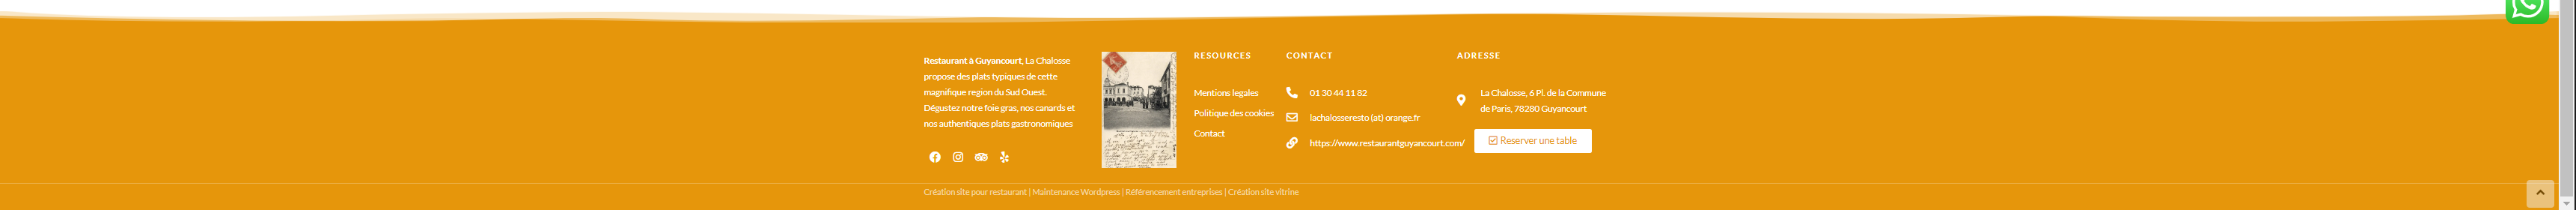 Restaurant à Guyancourt, La Chalosse
propose des plats typiques de cette
magnifique region du Sud Ouest.
Dégustez notre foie gras, nos canards et
nos authentiques plats gastronomiques
RESOURCES
Mentions legales
Politique des cookies
Contact
CONTACT
01 30 44 11 82
lachalosseresto (at) orange.fr
https://www.restaurantguyancourt.com/
ADRESSE
La Chalosse, 6 Pl. de la Commune
de Paris, 78280 Guyancourt
Reserver une table
Création site pour restaurant | Maintenance Wordpress | Référencement entreprises | Création site vitrine